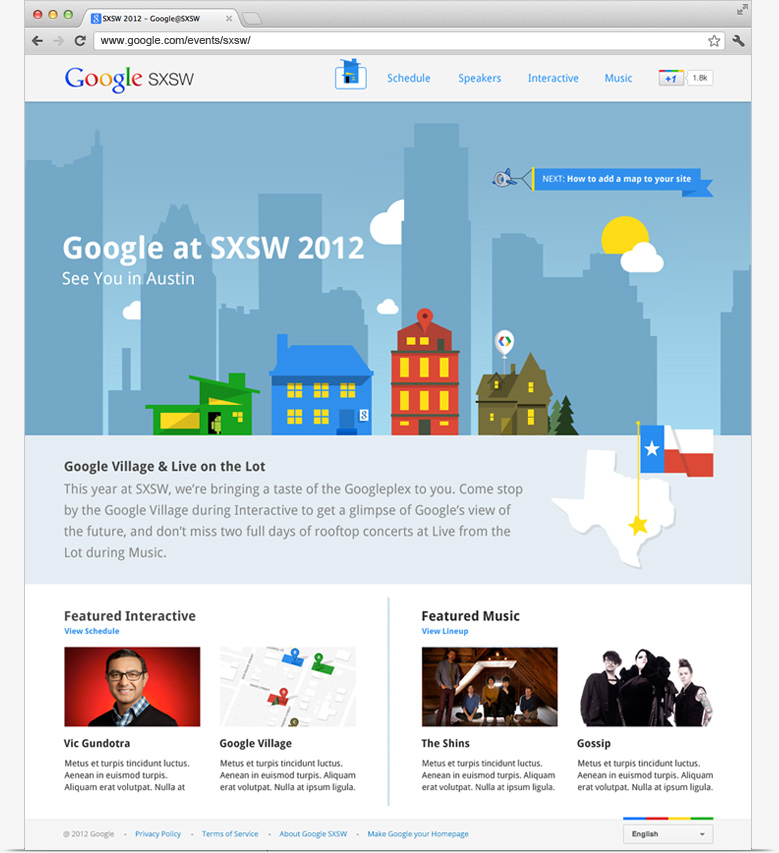 SXSW 2012 - Google@SXSW
www.google.com/events/sxsw/
Google SXSW
Schedule
Speakers
Interactive
Music
+1
1.8k
NEXT: How to add a map to your site
Google at SXSW 2012
See You in Austin
Google Village & Live on the Lot
This year at SXSW, we're bringing a taste of the Googleplex to you. Come stop
by the Google Village during Interactive to get a glimpse of Google's view of
the future, and don't miss two full days of rooftop concerts at Live from the
Lot during Music.
Featured Interactive
View Schedule
Vic Gundotra
Metus et turpis tincidunt luctus.
Aenean in euismod turpis.
Aliquam erat volutpat. Nulla at
Google Village
Metus et turpis tincidunt luctus.
Aenean in euismod turpis. Aliquam
erat volutpat. Nulla at ipsum ligula.
Featured Music
View Lineup
The Shins
Metus et turpis tincidunt luctus.
Aenean in euismod turpis. Aliquam
erat volutpat. Nulla at ipsum ligula.
Gossip
Metus et turpis tincidunt luctus.
Aenean in euismod turpis. Aliquam
erat volutpat. Nulla at ipsum ligula.
@ 2012 Google - Privacy Policy - Terms of Service - About Google SXSW - Make Google your Homepage
English